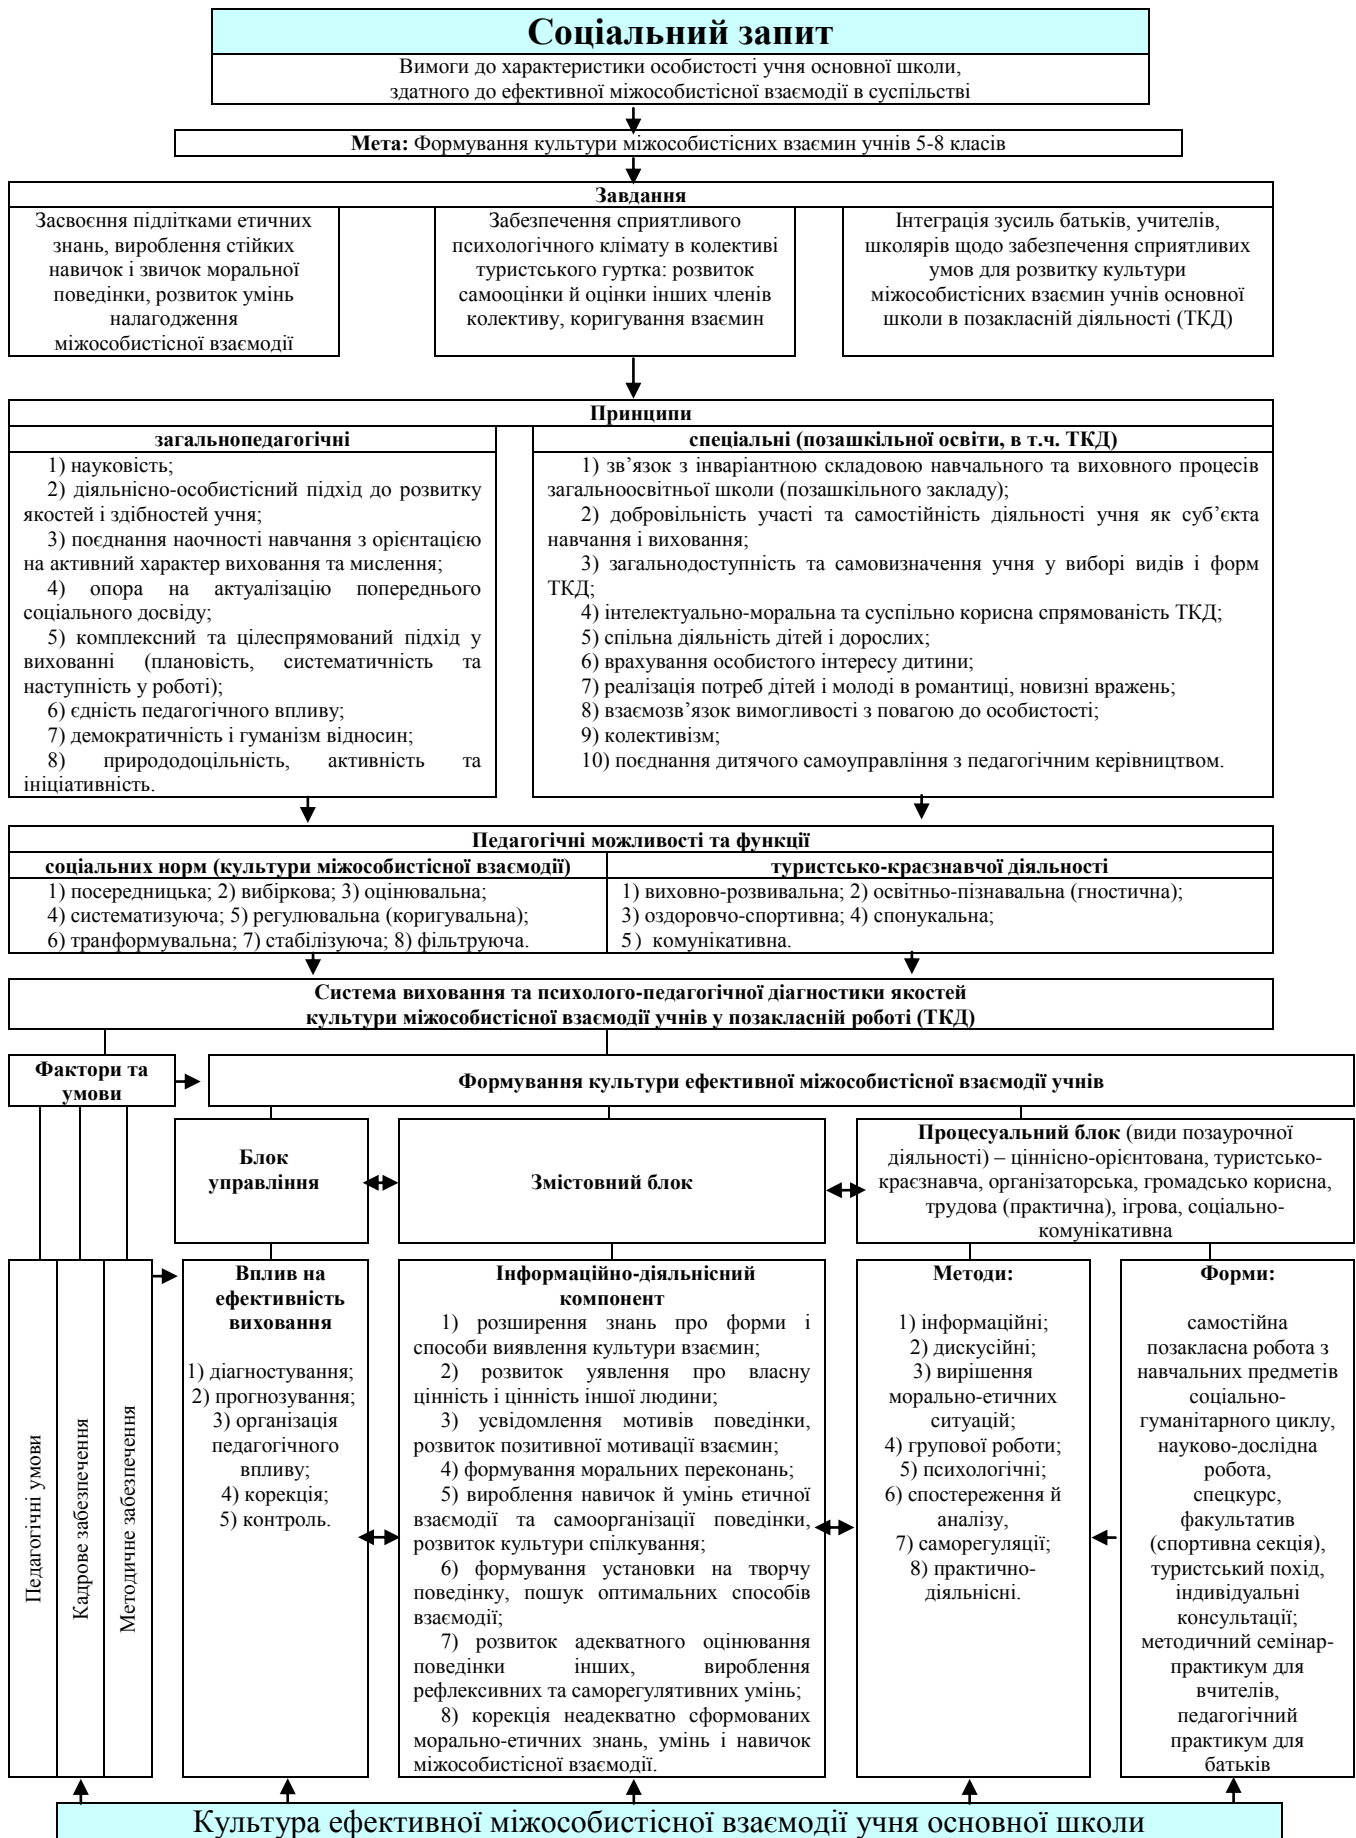 Соціальний запит
Вимоги до характеристики особистості учня основної школи,
здатного до ефективної міжособистісної взаємодії в суспільстві
Мета: Формування культури міжособистісних взаємин учнів 5-8 класів
Завдання
Засвоєння підлітками етичних
знань, вироблення стійких
навичок і звичок моральної
поведінки, розвиток умінь
налагодження
міжособистісної взаємодії
Забезпечення сприятливого
психологічного клімату в колективі
туристського гуртка: розвиток
самооцінки й оцінки інших членів
колективу, коригування взаємин
Інтеграція зусиль батьків, учителів,
школярів щодо забезпечення сприятливих
умов для розвитку культури
міжособистісних взаємин учнів основної
школи в позакласній діяльності (ТКД)
Принципи
загальнопедагогічні
1) науковість;
2) діяльнісно-особистісний підхід до розвитку
якостей і здібностей учня;
3) поєднання наочності навчання з орієнтацією
на активний характер виховання та мислення;
4) опора на актуалізацію попереднього
соціального досвіду;
5) комплексний та цілеспрямований підхід у
вихованні (плановість, систематичність та
наступність у роботі);
6) єдність педагогічного впливу;
7) демократичність і гуманізм відносин;
8) природодоцільність, активність та
ініціативність.
спеціальні (позашкільної освіти, в т.ч. ТКД)
1) зв’язок з інваріантною складовою навчального та виховного процесів
загальноосвітньої школи (позашкільного закладу);
2) добровільність участі та самостійність діяльності учня як суб’єкта
навчання і виховання;
3) загальнодоступність та самовизначення учня у виборі видів і форм
ТКД;
4) інтелектуально-моральна та суспільно корисна спрямованість ТКД;
5) спільна діяльність дітей і дорослих;
6) врахування особистого інтересу дитини;
7) реалізація потреб дітей і молоді в романтиці, новизні вражень;
8) взаємозв’язок вимогливості з повагою до особистості;
9) колективізм;
10) поєднання дитячого самоуправління з педагогічним керівництвом.
Педагогічні можливості та функції
соціальних норм (культури міжособистісної взаємодії)
1) посередницька; 2) вибіркова; 3) оцінювальна;
4) систематизуюча; 5) регулювальна (коригувальна);
6) транформувальна; 7) стабілізуюча; 8) фільтруюча.
туристсько-краєзнавчої діяльності
1) виховно-розвивальна; 2) освітньо-пізнавальна (гностична);
3) оздоровчо-спортивна; 4) спонукальна;
5) комунікативна.
Система виховання та психолого-педагогічної діагностики якостей
культури міжособистісної взаємодії учнів у позакласній роботі (ТКД)
Фактори та
умови
Формування культури ефективної міжособистісної взаємодії учнів
Блок
управління
Змістовний блок
Процесуальний блок (види позаурочної
діяльності) – ціннісно-орієнтована, туристсько-
краєзнавча, організаторська, громадсько корисна,
трудова (практична), ігрова, соціально-
комунікативна
Педагогічні умови
Кадрове забезпечення
Методичне забезпечення
Вплив на
ефективність
виховання
1) діагностування;
2) прогнозування;
3) організація
педагогічного
впливу;
4) корекція;
5) контроль.
Інформаційно-діяльнісний
компонент
1) розширення знань про форми і
способи виявлення культури взаємин;
2) розвиток уявлення про власну
цінність і цінність іншої людини;
3) усвідомлення мотивів поведінки,
розвиток позитивної мотивації взаємин;
4) формування моральних переконань;
5) вироблення навичок й умінь етичної
взаємодії та самоорганізації поведінки,
розвиток культури спілкування;
6) формування установки на творчу
поведінку, пошук оптимальних способів
взаємодії;
7) розвиток адекватного оцінювання
поведінки інших, вироблення
рефлексивних та саморегулятивних умінь;
8) корекція неадекватно сформованих
морально-етичних знань, умінь і навичок
міжособистісної взаємодії.
Методи:
1) інформаційні;
2) дискусійні;
3) вирішення
морально-етичних
ситуацій;
4) групової роботи;
5) психологічні;
6) спостереження й
аналізу,
7) саморегуляції;
8) практично-
діяльнісні.
Форми:
самостійна
позакласна робота з
навчальних предметів
соціально-
гуманітарного циклу,
науково-дослідна
робота,
спецкурс,
факультатив
(спортивна секція),
туристський похід,
індивідуальні
консультації;
методичний семінар-
практикум для
вчителів,
педагогічний
практикум для
батьків
Культура ефективної міжособистісної взаємодії учня основної школи